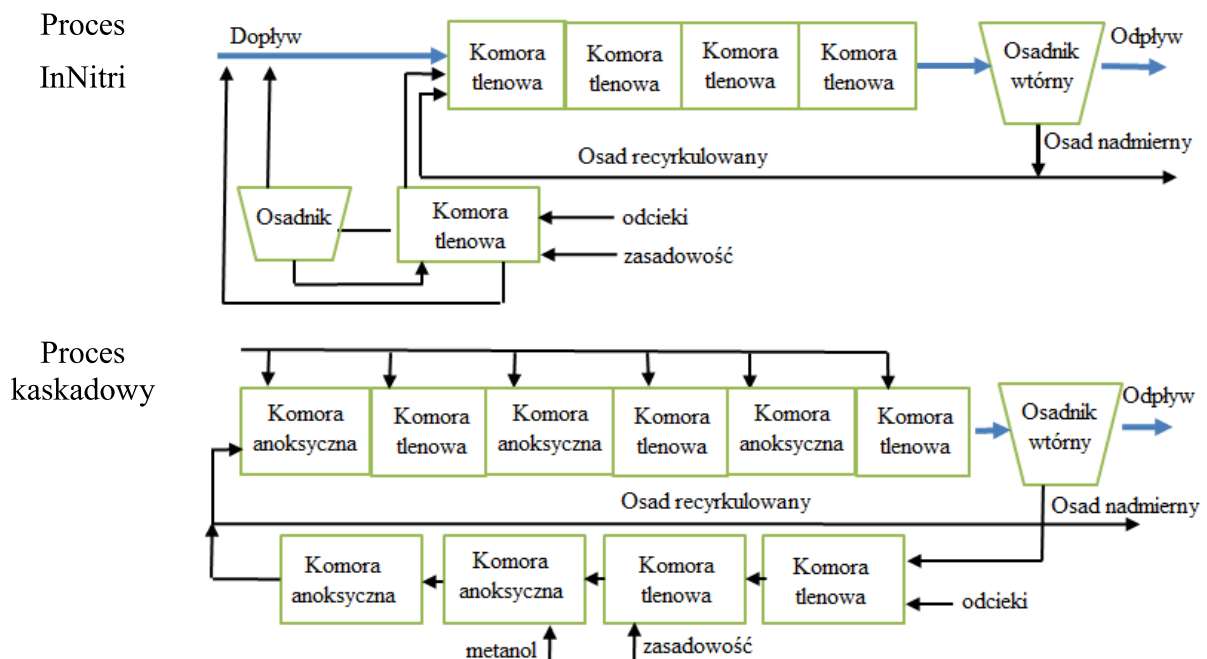 Proces
InNitri
Dopływ
Komora
tlenowa
Komora
tlenowa
Komora
tlenowa
Komora
tlenowa
Osadnik
wtórny
Odpływ
Osad nadmierny
Osad recyrkulowany
Osadnik
Komora
tlenowa
odcieki
zasadowość
Proces
kaskadowy
Komora
anoksyczna
Komora
tlenowa
Komora
anoksyczna
Komora
tlenowa
Komora
anoksyczna
Komora
tlenowa
Osadnik
wtórny
Odpływ
Osad recyrkulowany
Osad nadmierny
Komora
anoksyczna
Komora
anoksyczna
Komora
tlenowa
Komora
tlenowa
odcieki
metanol
zasadowość